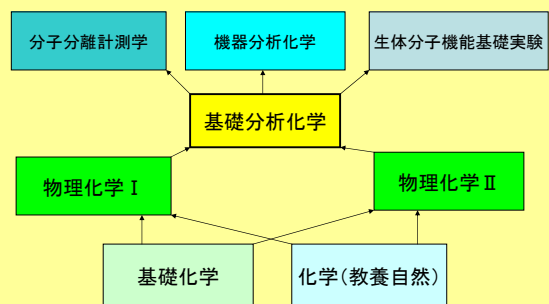 分子分離計測学
機器分析化学
生体分子機能基礎実験
基礎分析化学
物理化学Ⅰ
物理化学Ⅱ
基礎化学
化学(教養自然)